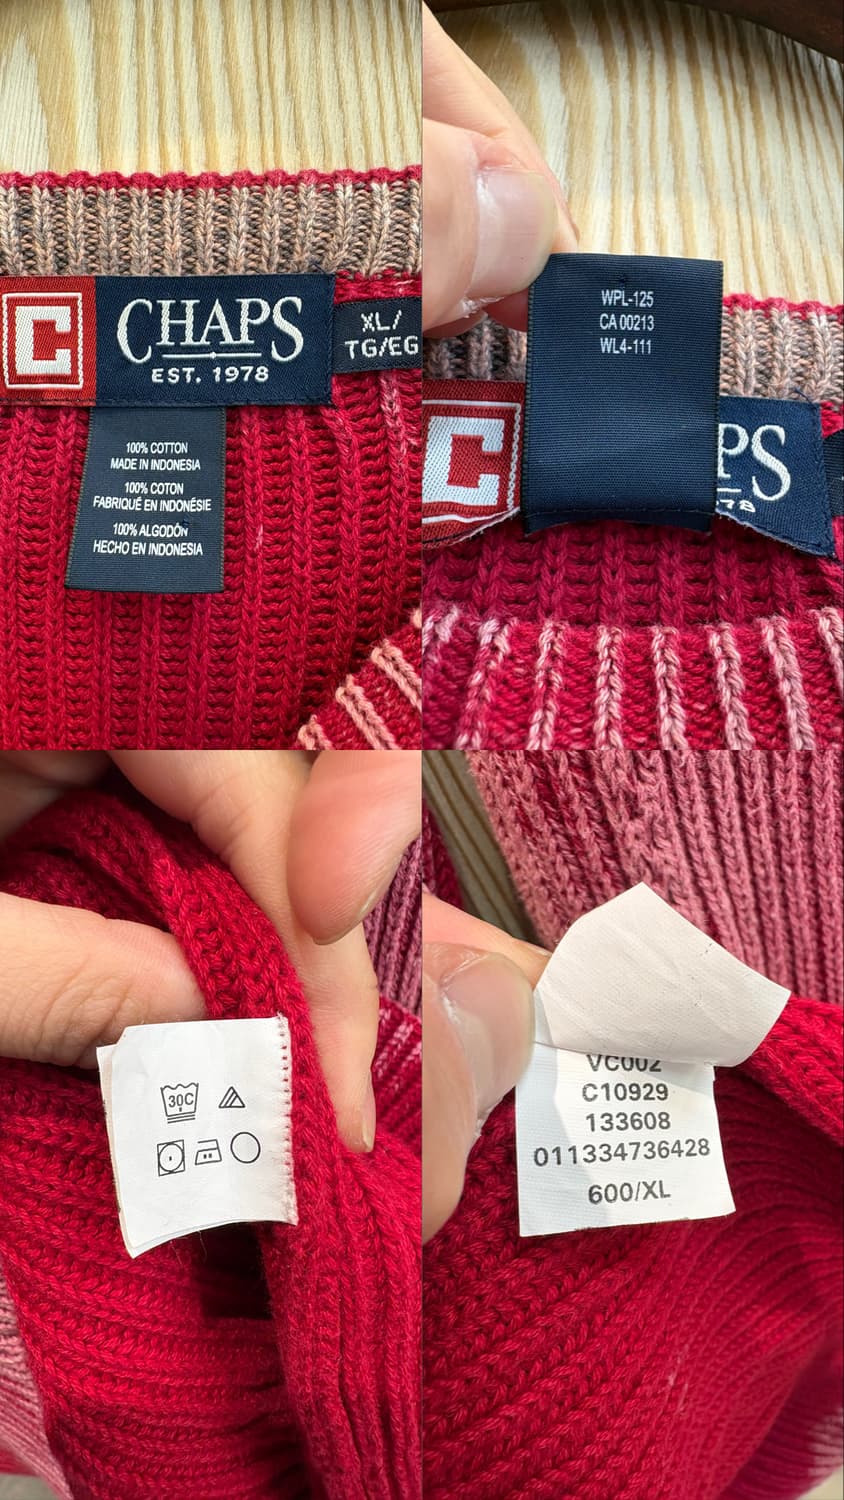 C
CHAPS
EST. 1978
XL/
TG/EG
100% COTTON
MADE IN INDONESIA
100% COTON
FABRIQUÉ EN INDONÉSIE
100% ALGODÓN
HECHO EN INDONESIA
WPL-125
CA 00213
WL4-111
C
PS
78
30C
VC002
C10929
133608
011334736428
600/XL